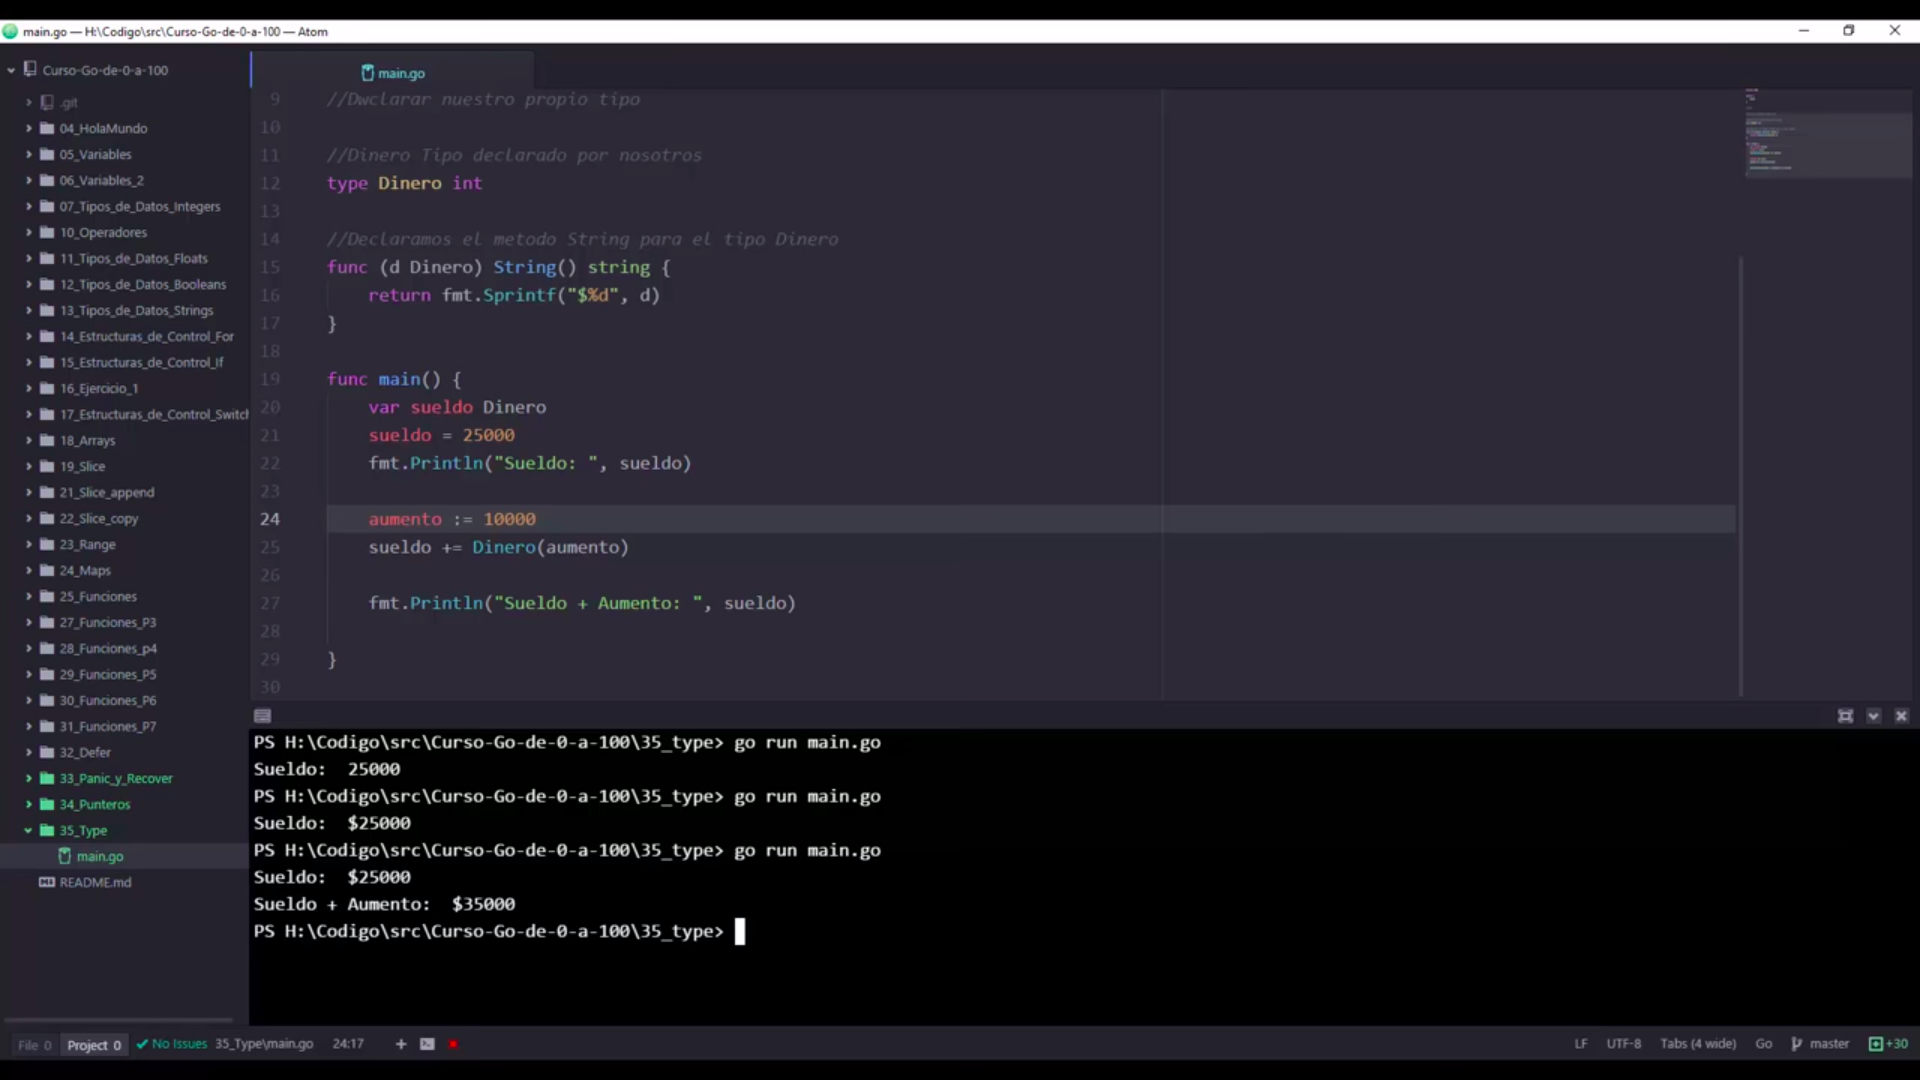 main.go — H:\Codigo\src\Curso-Go-de-0-a-100 — Atom
Curso-Go-de-0-a-100
.git
04_HolaMundo
05_Variables
06_Variables_2
07_Tipos_de_Datos_Integers
10_Operadores
11_Tipos_de_Datos_Floats
12_Tipos_de_Datos_Booleans
13_Tipos_de_Datos_Strings
14_Estructuras_de_Control_For
15_Estructuras_de_Control_If
16_Ejercicio_1
17_Estructuras_de_Control_Switch
18_Arrays
19_Slice
21_Slice_append
22_Slice_copy
23_Range
24_Maps
25_Funciones
27_Funciones_P3
28_Funciones_p4
29_Funciones_P5
30_Funciones_P6
31_Funciones_P7
32_Defer
33_Panic_y_Recover
34_Punteros
35_Type
main.go
README.md
main.go
9 //Dwclarar nuestro propio tipo
10
11 //Dinero Tipo declarado por nosotros
12 type Dinero int
13
14 //Declaramos el metodo String para el tipo Dinero
15 func (d Dinero) String() string {
16 return fmt.Sprintf("$%d", d)
17 }
18
19 func main() {
20 var sueldo Dinero
21 sueldo = 25000
22 fmt.Println("Sueldo: ", sueldo)
23
24 aumento := 10000
25 sueldo += Dinero(aumento)
26
27 fmt.Println("Sueldo + Aumento: ", sueldo)
28
29 }
30
PS H:\Codigo\src\Curso-Go-de-0-a-100\35_type> go run main.go
Sueldo:  25000
PS H:\Codigo\src\Curso-Go-de-0-a-100\35_type> go run main.go
Sueldo:  $25000
PS H:\Codigo\src\Curso-Go-de-0-a-100\35_type> go run main.go
Sueldo:  $25000
Sueldo + Aumento:  $35000
PS H:\Codigo\src\Curso-Go-de-0-a-100\35_type>
File 0 Project 0 No Issues 35_Type\main.go 24:17 + LF UTF-8 Tabs (4 wide) Go master +30